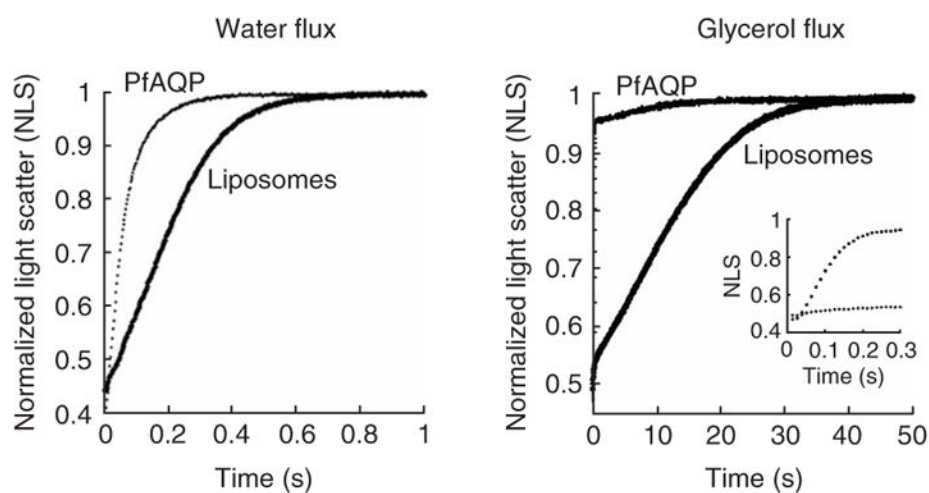 Water flux
Normalized light scatter (NLS)
PfAQP
Liposomes
1
0.9
0.8
0.7
0.6
0.5
0.4
0 0.2 0.4 0.6 0.8 1
Time (s)
Glycerol flux
Normalized light scatter (NLS)
PfAQP
Liposomes
1
0.9
0.8
0.7
0.6
0.5
0 10 20 30 40 50
Time (s)
NLS
1
0.8
0.6
0.4
0 0.1 0.2 0.3
Time (s)